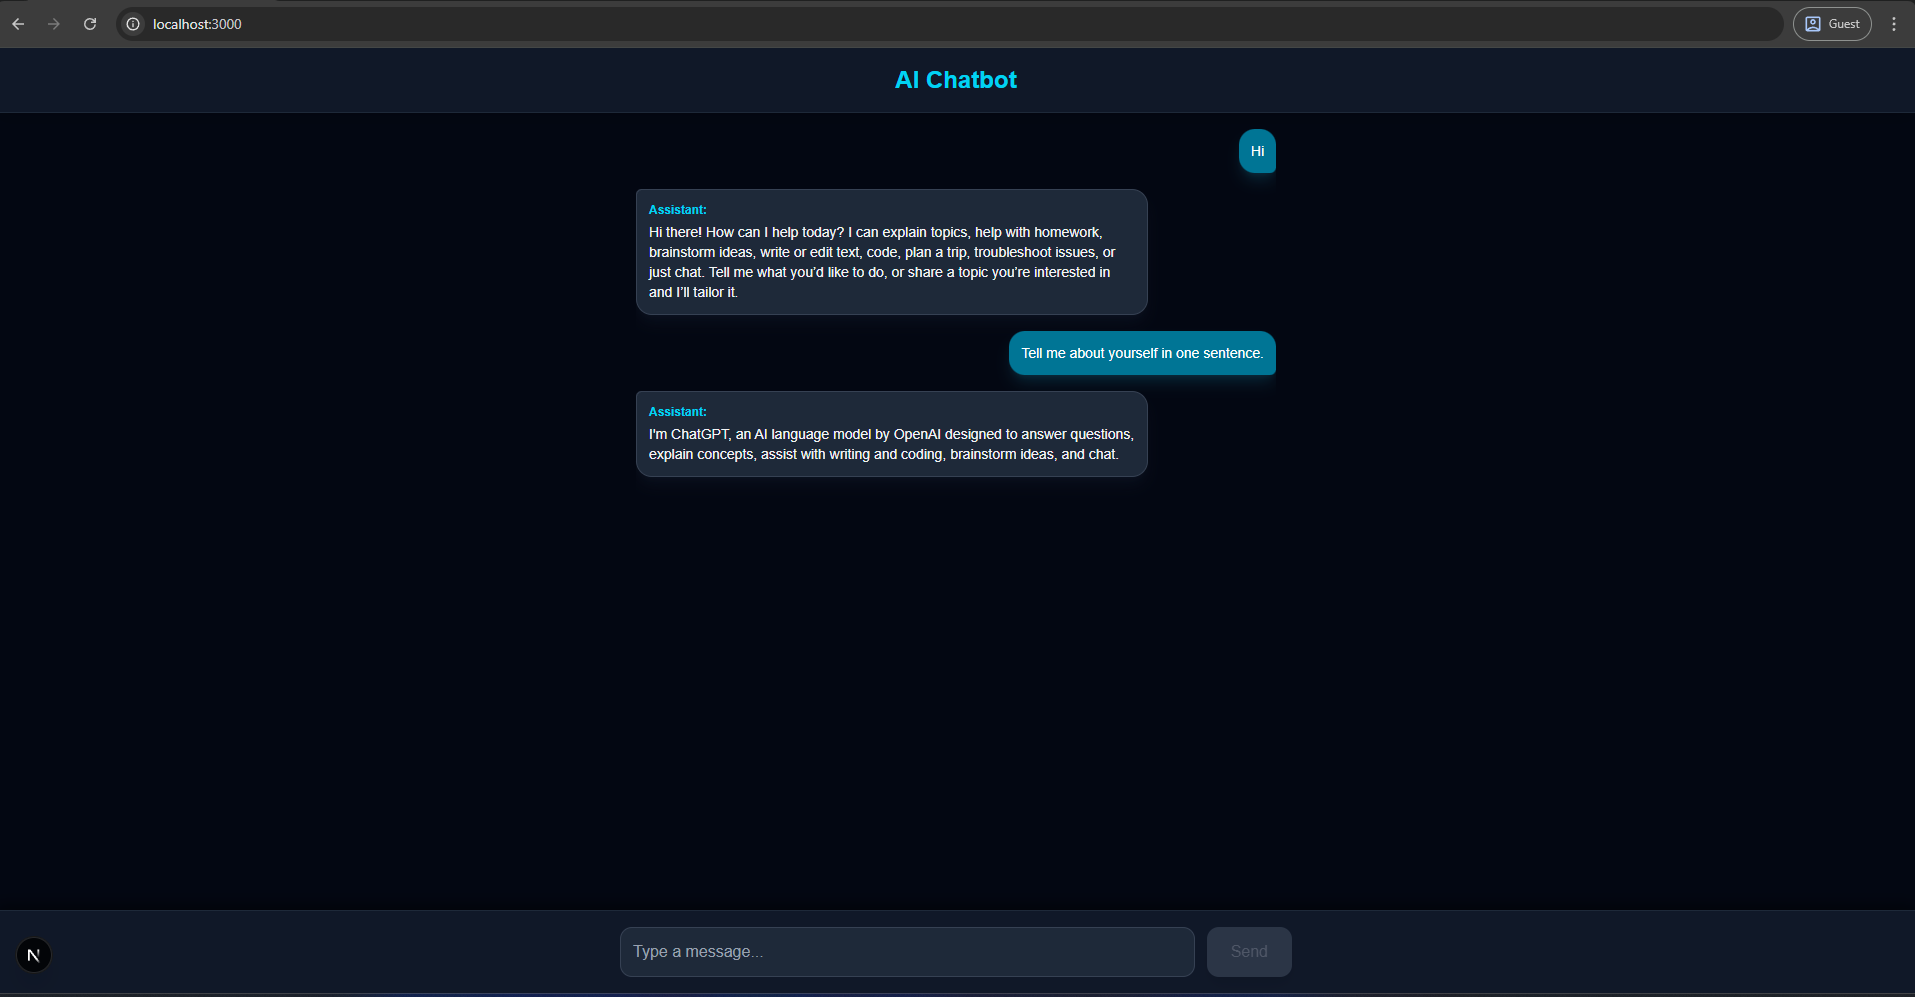 localhost:3000
Guest
AI Chatbot
Hi
Assistant:
Hi there! How can I help today? I can explain topics, help with homework,
brainstorm ideas, write or edit text, code, plan a trip, troubleshoot issues, or
just chat. Tell me what you’d like to do, or share a topic you’re interested in
and I’ll tailor it.
Tell me about yourself in one sentence.
Assistant:
I'm ChatGPT, an AI language model by OpenAI designed to answer questions,
explain concepts, assist with writing and coding, brainstorm ideas, and chat.
N
Type a message...
Send